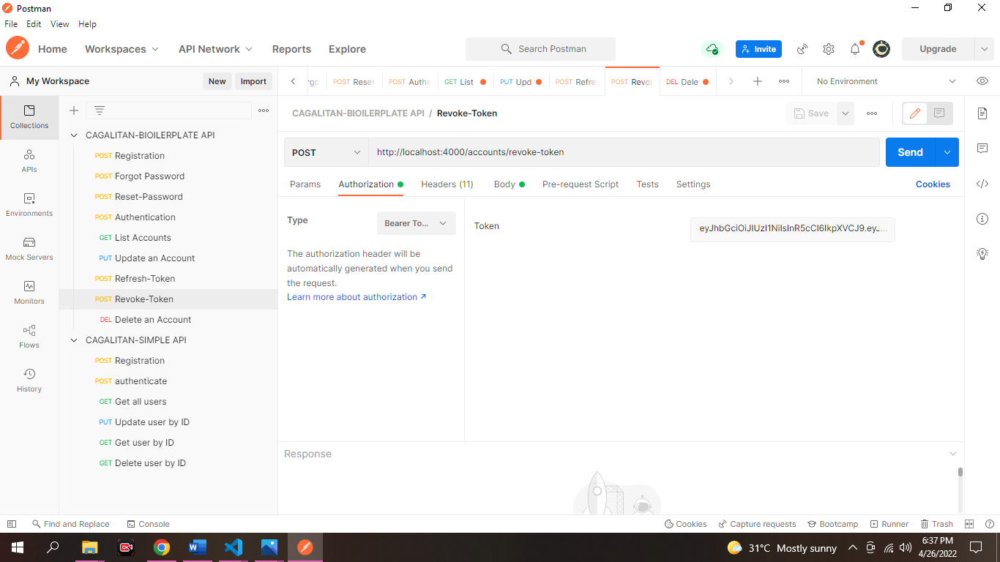 Postman
File Edit View Help
Home Workspaces API Network Reports Explore Search Postman Invite Upgrade
My Workspace New Import
POST Reset POST Authe GET List PUT Upd POST Refre POST Revok DEL Dele No Environment
CAGALITAN-BIOILERPLATE API / Revoke-Token Save
POST http://localhost:4000/accounts/revoke-token Send
Params Authorization Headers (11) Body Pre-request Script Tests Settings Cookies
Type Bearer To...
The authorization header will be
automatically generated when you send
the request.
Learn more about authorization ↗
Token eyJhbGciOiJIUzI1NiIsInR5cCI6IkpXVCJ9.eyJ...
Response
Collections
APIs
Environments
Mock Servers
Monitors
Flows
History
CAGALITAN-BIOILERPLATE API
POST Registration
POST Forgot Password
POST Reset-Password
POST Authentication
GET List Accounts
PUT Update an Account
POST Refresh-Token
POST Revoke-Token
DEL Delete an Account
CAGALITAN-SIMPLE API
POST Registration
POST authenticate
GET Get all users
PUT Update user by ID
GET Get user by ID
GET Delete user by ID
Find and Replace Console Cookies Capture requests Bootcamp Runner Trash
31°C Mostly sunny 6:37 PM
4/26/2022